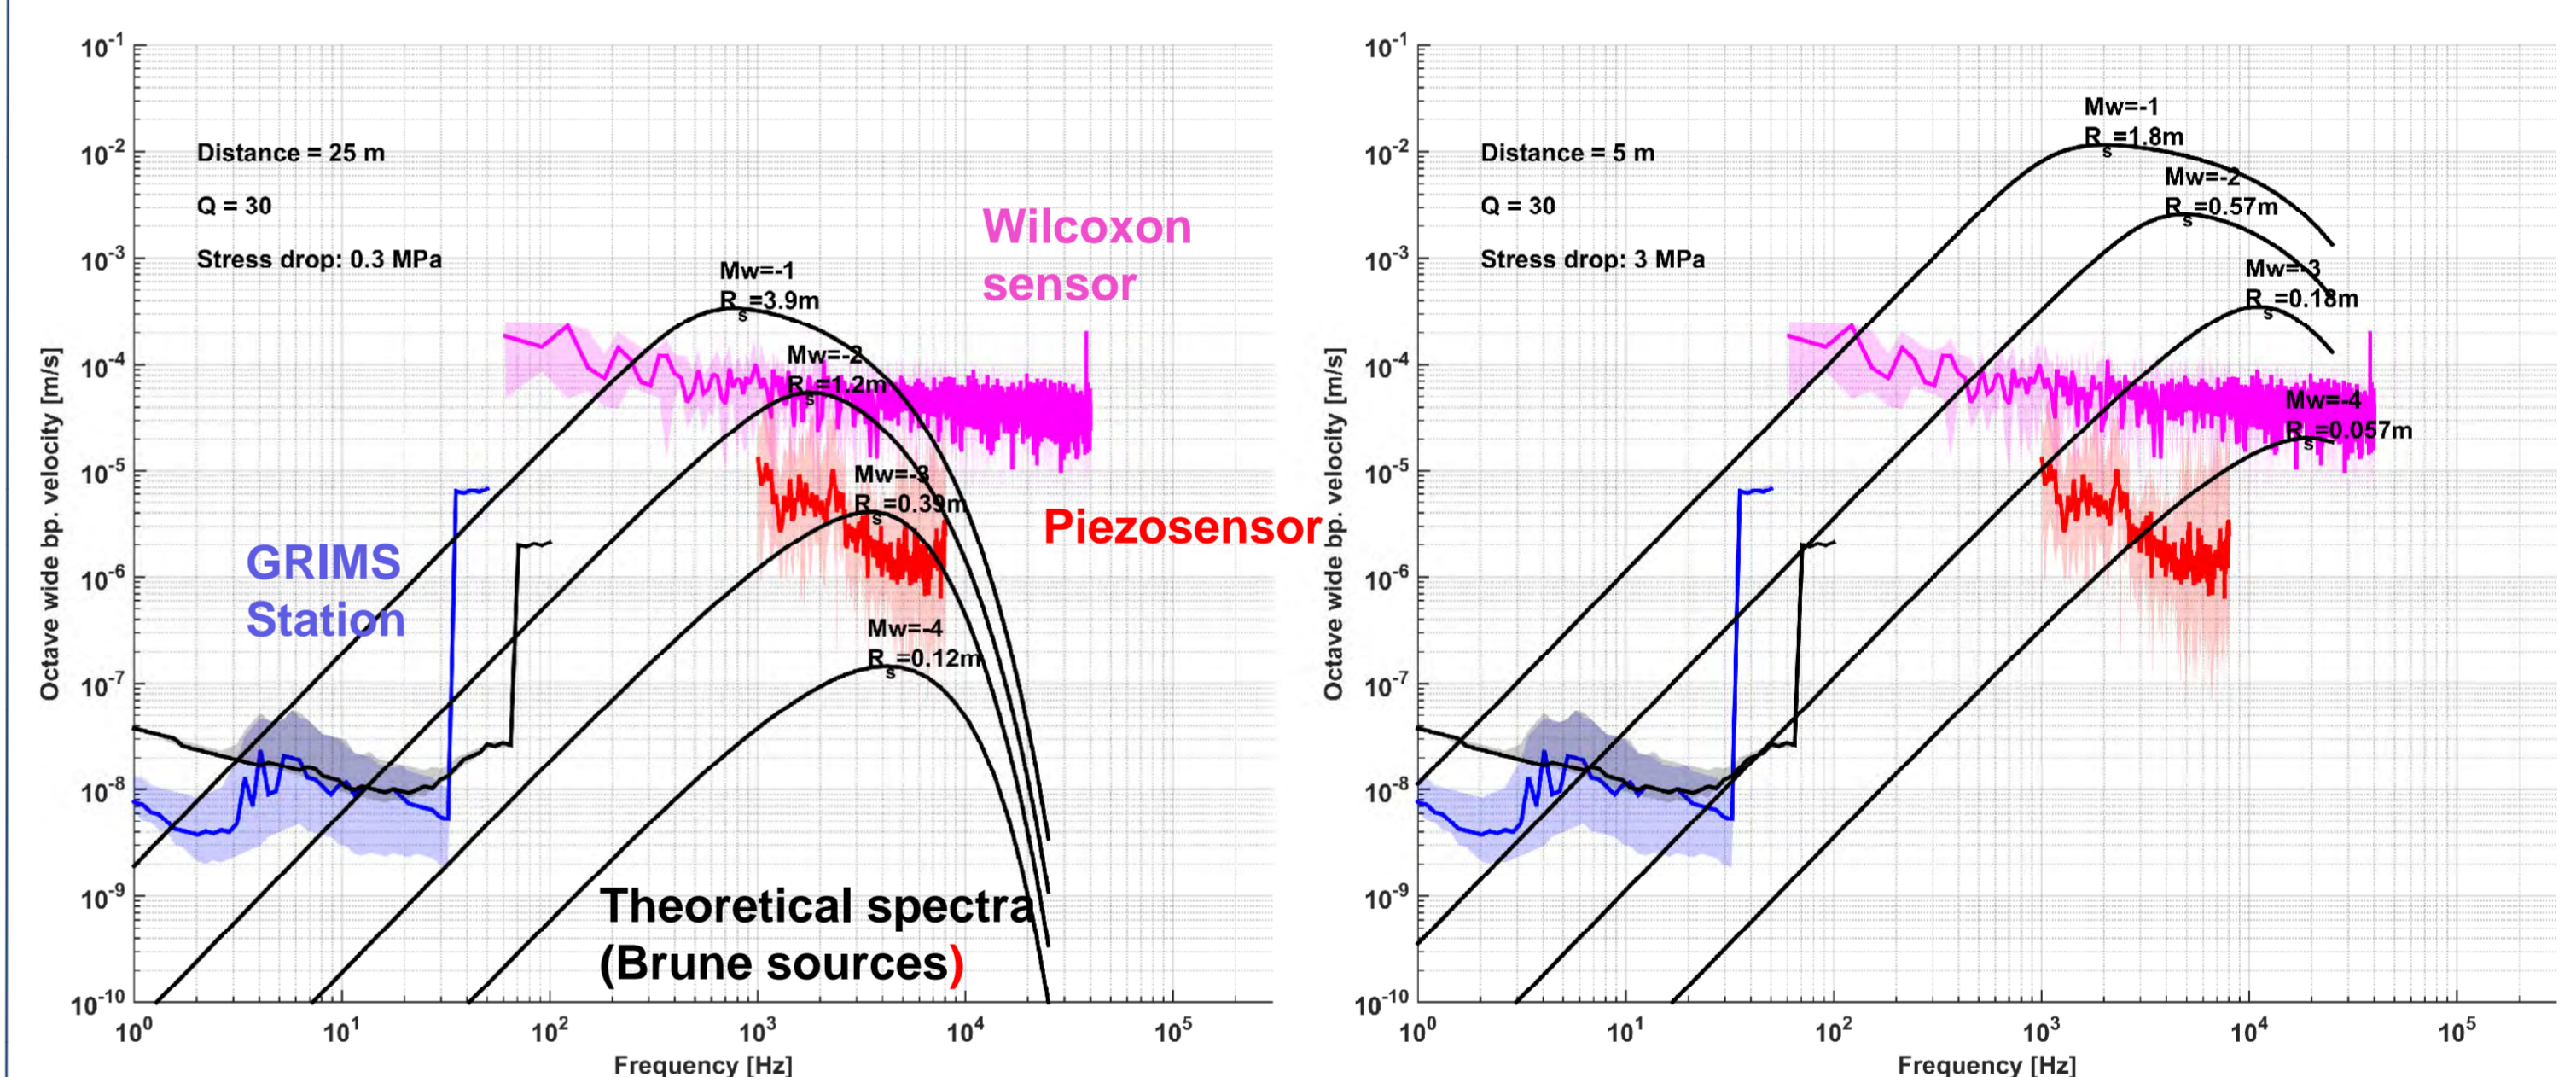 10^-1
10^-2
10^-3
10^-4
10^-5
10^-6
10^-7
10^-8
10^-9
10^-10
Octave wide bp. velocity [m/s]
Distance = 25 m
Q = 30
Stress drop: 0.3 MPa
Wilcoxon
sensor
Mw=-1
R_s=3.9m
Mw=-2
R_s=1.2m
Mw=-3
R_s=0.39m
Piezosensor
GRIMS
Station
Mw=-4
R_s=0.12m
Theoretical spectra
(Brune sources)
10^0
10^1
10^2
10^3
10^4
10^5
Frequency [Hz]
10^-1
10^-2
10^-3
10^-4
10^-5
10^-6
10^-7
10^-8
10^-9
10^-10
Octave wide bp. velocity [m/s]
Distance = 5 m
Q = 30
Stress drop: 3 MPa
Mw=-1
R_s=1.8m
Mw=-2
R_s=0.57m
Mw=-3
R_s=0.18m
Mw=-4
R_s=0.057m
10^0
10^1
10^2
10^3
10^4
10^5
Frequency [Hz]